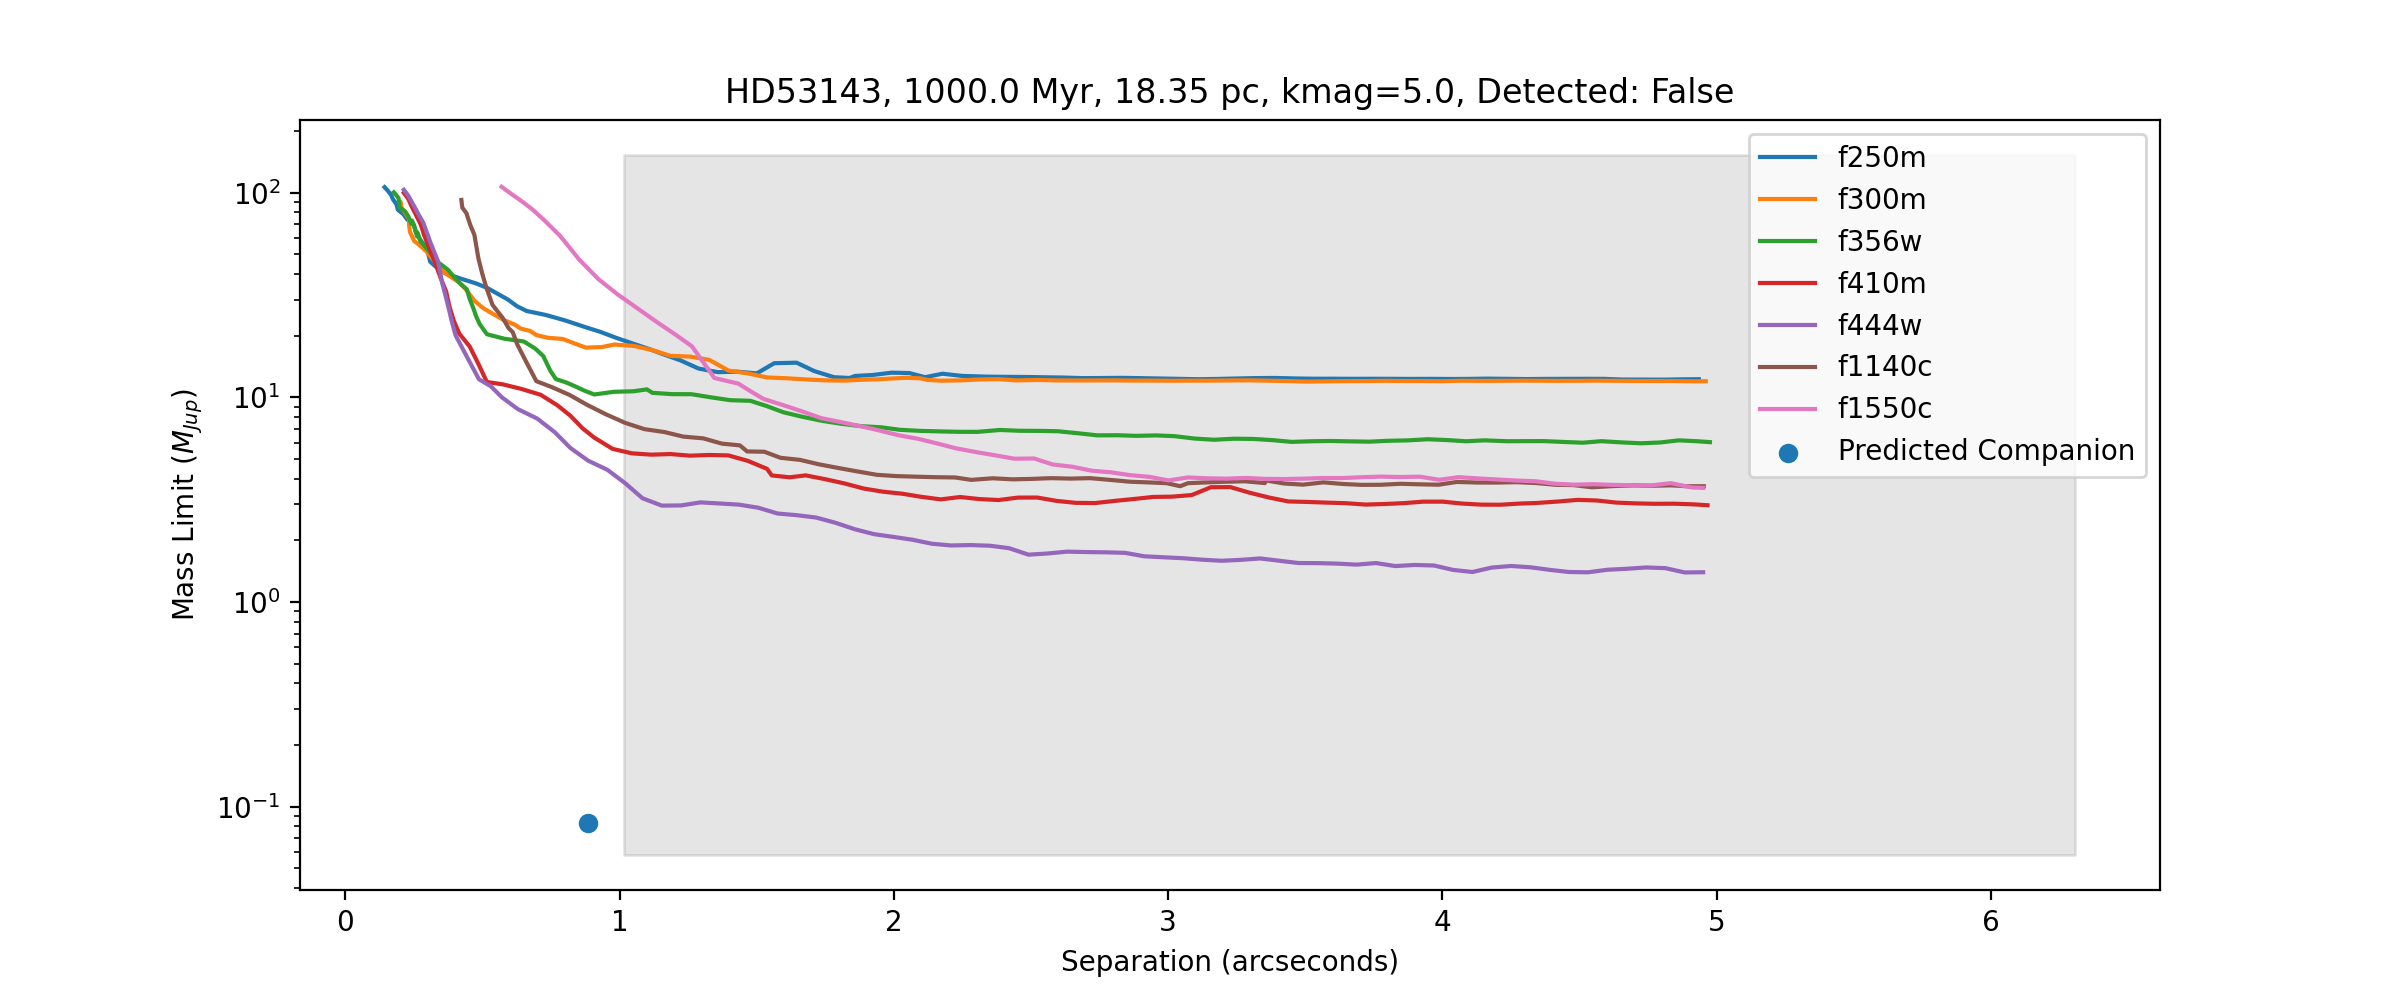 HD53143, 1000.0 Myr, 18.35 pc, kmag=5.0, Detected: False
f250m
f300m
f356w
f410m
f444w
f1140c
f1550c
Predicted Companion
Mass Limit (M_Jup)
10²
10¹
10⁰
10⁻¹
0 1 2 3 4 5 6
Separation (arcseconds)